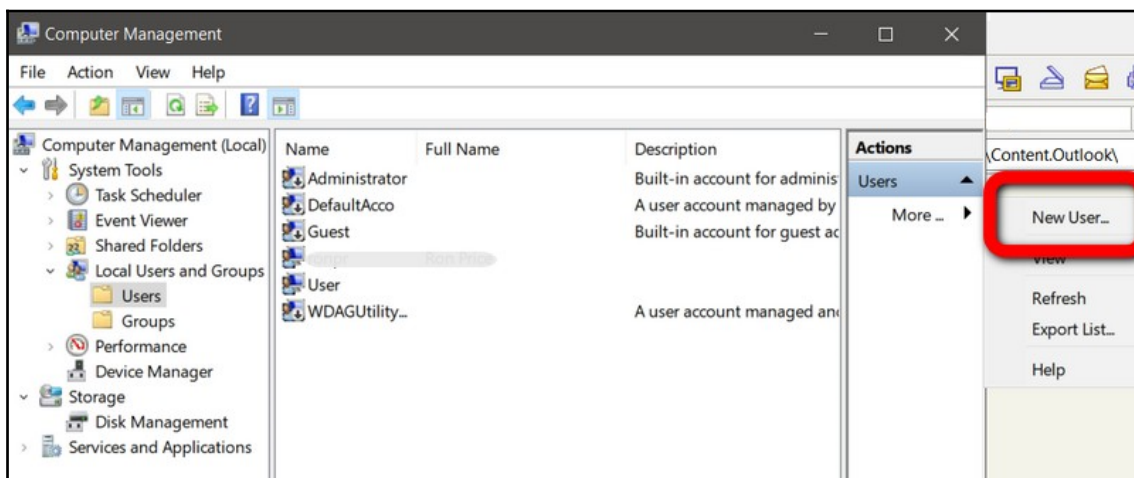 Computer Management
File Action View Help
\Content.Outlook\
Computer Management (Local)
System Tools
Task Scheduler
Event Viewer
Shared Folders
Local Users and Groups
Users
Groups
Performance
Device Manager
Storage
Disk Management
Services and Applications
Name Full Name Description
Administrator Built-in account for adminis
DefaultAcco A user account managed by
Guest Built-in account for guest ac
Ron Price
User
WDAGUtility... A user account managed an
Actions
Users
More ...
New User...
View
Refresh
Export List...
Help